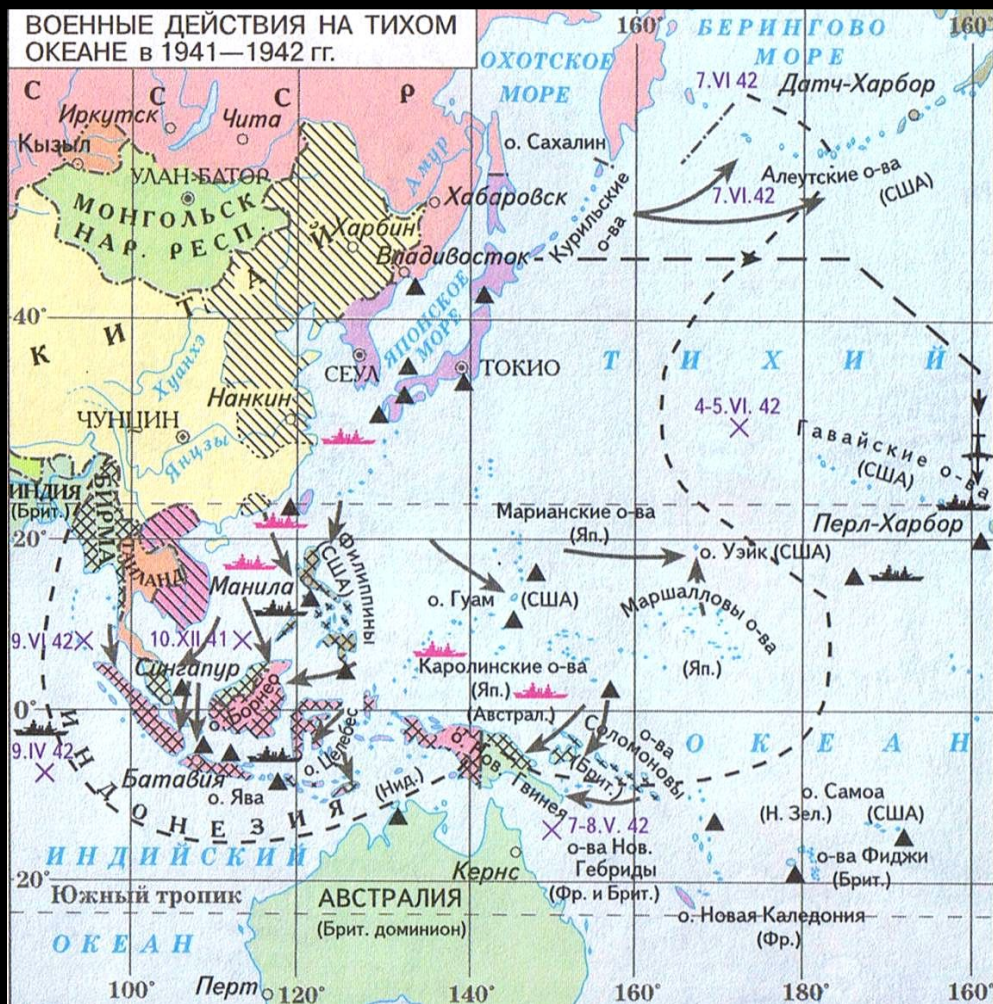 ВОЕННЫЕ ДЕЙСТВИЯ НА ТИХОМ
ОКЕАНЕ в 1941—1942 гг.
160°
БЕРИНГОВО
МОРЕ
160°
ОХОТСКОЕ
МОРЕ
7.VI 42
Датч-Харбор
С С С Р
Иркутск
Чита
Кызыл
о. Сахалин
УЛАН-БАТОР
Амур
Алеутские о-ва
(США)
МОНГОЛЬСК
НАР. РЕСП.
Хабаровск
7.VI.42
Курильские
о-ва
Харбин
Владивосток
40°
К И Т А Й
ЯПОНСКОЕ
МОРЕ
Хуанхэ
СЕУЛ
ТОКИО
Т И Х И Й
Нанкин
ЧУНЦИН
4-5.VI. 42
Янцзы
Гавайские о-ва
(США)
ИНДИЯ
(Брит.)
БИРМА
Марианские о-ва
(Яп.)
Перл-Харбор
20°
ТАИЛАНД
Филиппины
(США)
о. Уэйк (США)
Манила
о. Гуам (США)
Маршалловы о-ва
(Яп.)
9.VI 42
10.XII 41
Сингапур
Каролинские о-ва
(Яп.)
о. Борнео
0°
(Австрал.)
Соломоновы
о-ва
(Брит.)
О К Е А Н
9.IV 42
о. Целебес
Батавия
о. Ява
(Нид.)
Нов. Гвинея
ИНДОНЕЗИЯ
о. Самоа
(Н. Зел.)
(США)
7-8.V. 42
о-ва Нов.
Гебриды
(Фр. и Брит.)
о-ва Фиджи
(Брит.)
ИНДИЙСКИЙ
Кернс
20°
Южный тропик
АВСТРАЛИЯ
(Брит. доминион)
о. Новая Каледония
(Фр.)
ОКЕАН
Перт
100°
120°
140°
160°
180°
160°